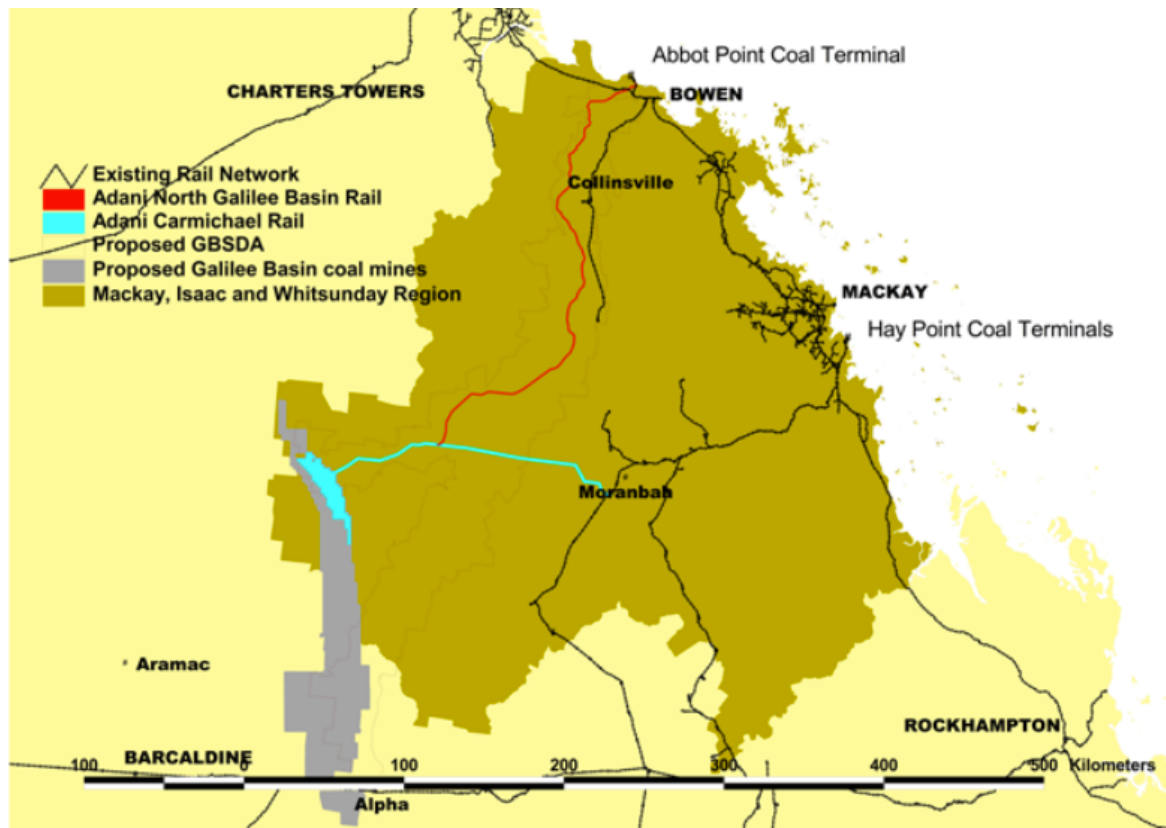 Abbot Point Coal Terminal
CHARTERS TOWERS
BOWEN
Existing Rail Network
Adani North Galilee Basin Rail
Adani Carmichael Rail
Proposed GBSDA
Proposed Galilee Basin coal mines
Mackay, Isaac and Whitsunday Region
Collinsville
MACKAY
Hay Point Coal Terminals
Moranbah
Aramac
ROCKHAMPTON
BARCALDINE
100 0 100 200 300 400 500 Kilometers
Alpha